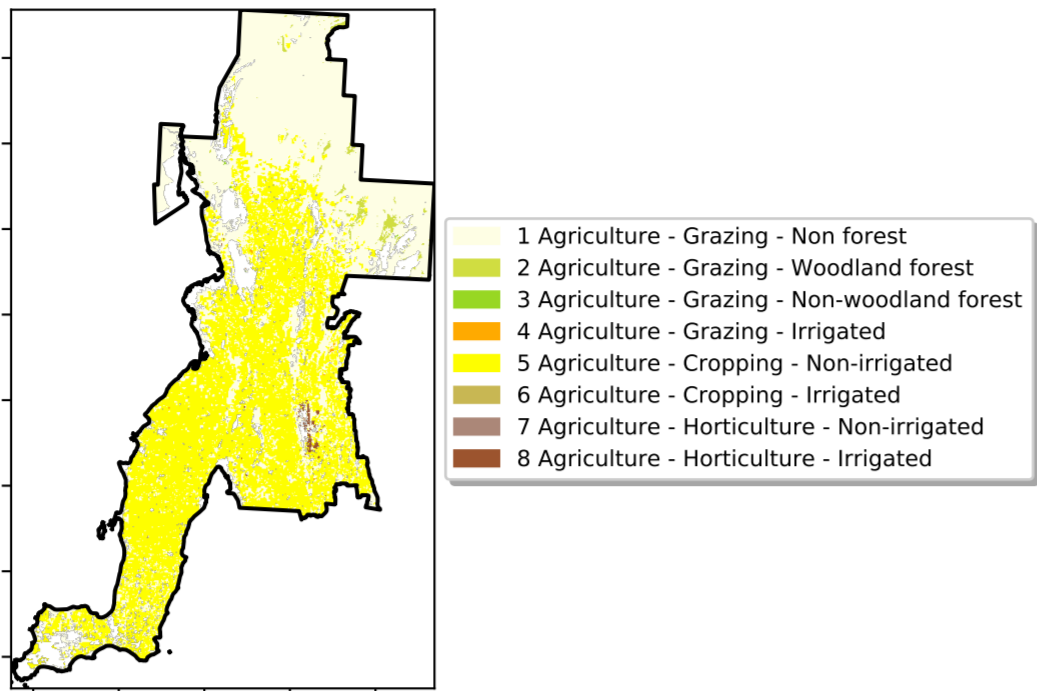 1 Agriculture - Grazing - Non forest
2 Agriculture - Grazing - Woodland forest
3 Agriculture - Grazing - Non-woodland forest
4 Agriculture - Grazing - Irrigated
5 Agriculture - Cropping - Non-irrigated
6 Agriculture - Cropping - Irrigated
7 Agriculture - Horticulture - Non-irrigated
8 Agriculture - Horticulture - Irrigated